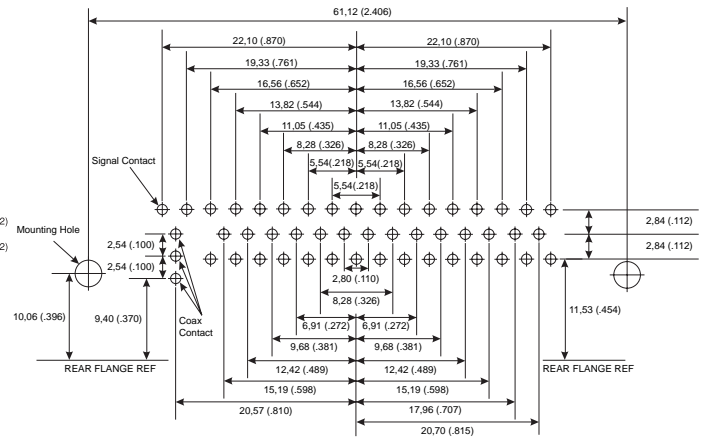 61,12 (2.406)
22,10 (.870) 22,10 (.870)
19,33 (.761) 19,33 (.761)
16,56 (.652) 16,56 (.652)
13,82 (.544) 13,82 (.544)
11,05 (.435) 11,05 (.435)
8,28 (.326) 8,28 (.326)
Signal Contact
5,54(.218) 5,54(.218)
5,54(.218)
2)
Mounting Hole
2)
2,54 (.100)
2,54 (.100)
2,84 (.112)
2,84 (.112)
2,80 (.110)
8,28 (.326)
10,06 (.396)
9,40 (.370)
Coax
Contact
6,91 (.272) 6,91 (.272)
11,53 (.454)
9,68 (.381) 9,68 (.381)
REAR FLANGE REF REAR FLANGE REF
12,42 (.489) 12,42 (.489)
15,19 (.598) 15,19 (.598)
20,57 (.810) 17,96 (.707)
20,70 (.815)